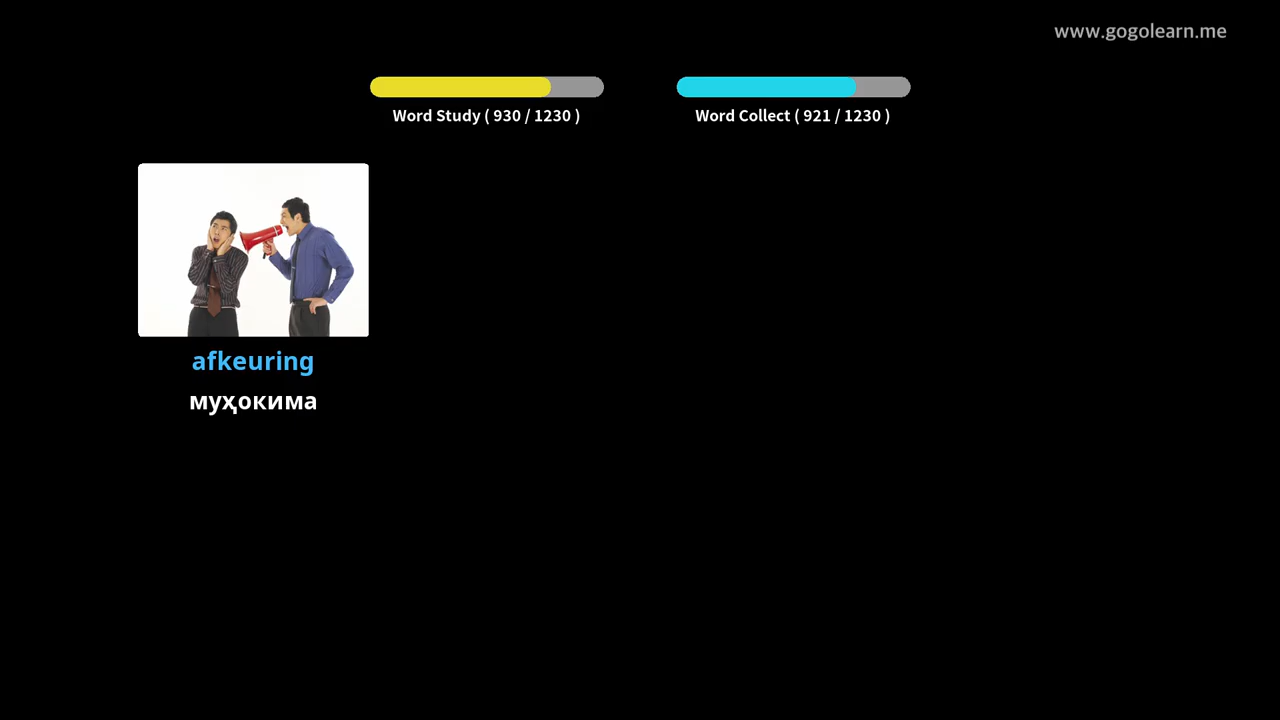 www.gogolearn.me
Word Study ( 930 / 1230 )
Word Collect ( 921 / 1230 )
afkeuring
муҳокима